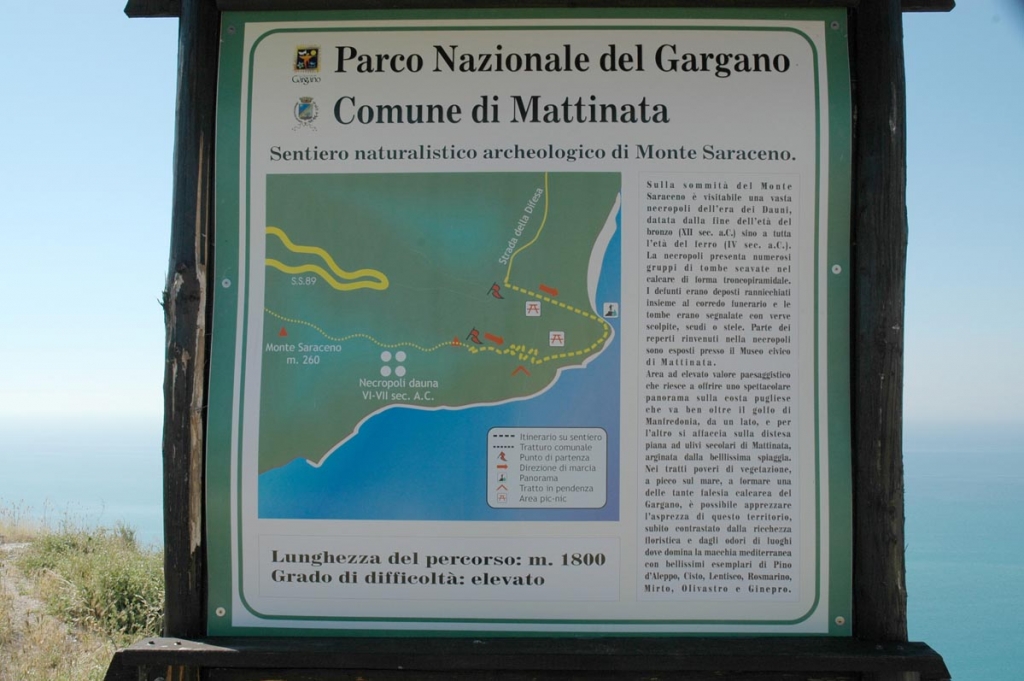 Gargano
Parco Nazionale del Gargano
Comune di Mattinata
Sentiero naturalistico archeologico di Monte Saraceno.
Strada della Difesa
S.S.89
Monte Saraceno
m. 260
Necropoli dauna
VI-VII sec. A.C.
Itinerario su sentiero
Tratturo comunale
Punto di partenza
Direzione di marcia
Panorama
Tratto in pendenza
Area pic-nic
Lunghezza del percorso: m. 1800
Grado di difficoltà: elevato
Sulla sommità del Monte
Saraceno è visitabile una vasta
necropoli dell'era dei Dauni,
datata dalla fine dell'età del
bronzo (XII sec. a.C.) sino a tutta
l'età del ferro (IV sec. a.C.).
La necropoli presenta numerosi
gruppi di tombe scavate nel
calcare di forma troncopiramidale.
I defunti erano deposti rannicchiati
insieme al corredo funerario e le
tombe erano segnalate con verve
scolpite, scudi o stele. Parte dei
reperti rinvenuti nella necropoli
sono esposti presso il Museo civico
di Mattinata.
Area ad elevato valore paesaggistico
che riesce a offrire uno spettacolare
panorama sulla costa pugliese
che va ben oltre il golfo di
Manfredonia, da un lato, e per
l'altro si affaccia sulla distesa
piana ad ulivi secolari di Mattinata,
arginata dalla bellissima spiaggia.
Nei tratti poveri di vegetazione,
a picco sul mare, a formare una
delle tante falesia calcarea del
Gargano, è possibile apprezzare
l'asprezza di questo territorio,
subito contrastato dalla ricchezza
floristica e dagli odori di luoghi
dove domina la macchia mediterranea
con bellissimi esemplari di Pino
d'Aleppo, Cisto, Lentisco, Rosmarino,
Mirto, Olivastro e Ginepro.